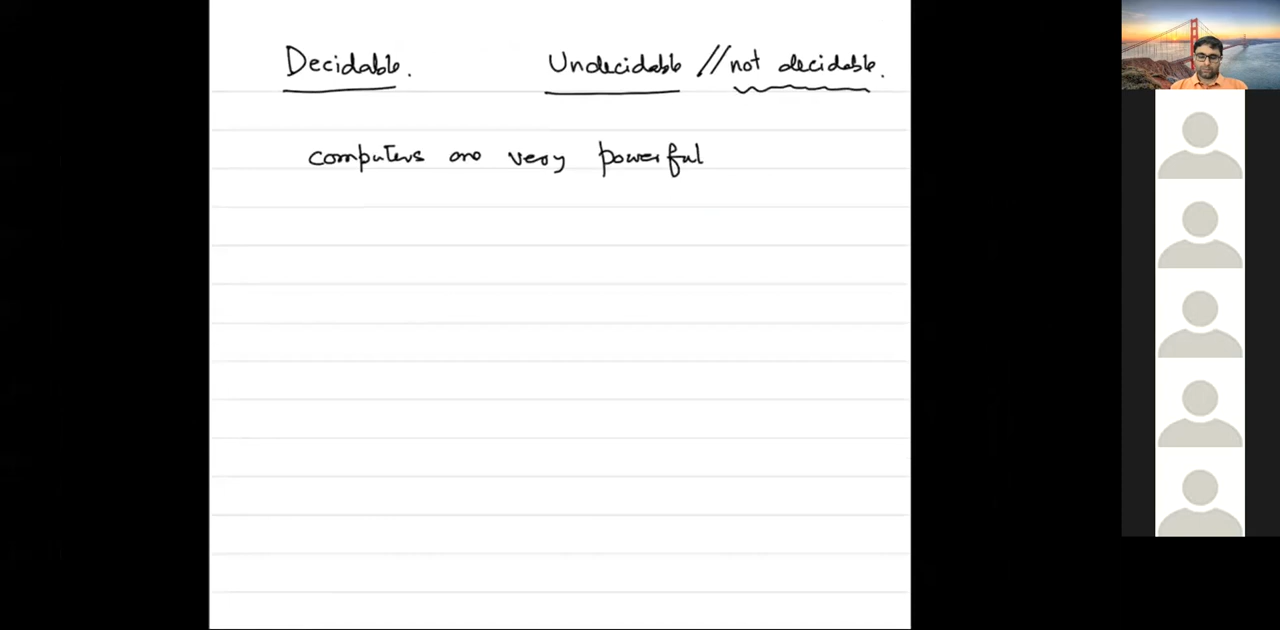 Decidable. Undecidable // not decidable.
computers are very powerful